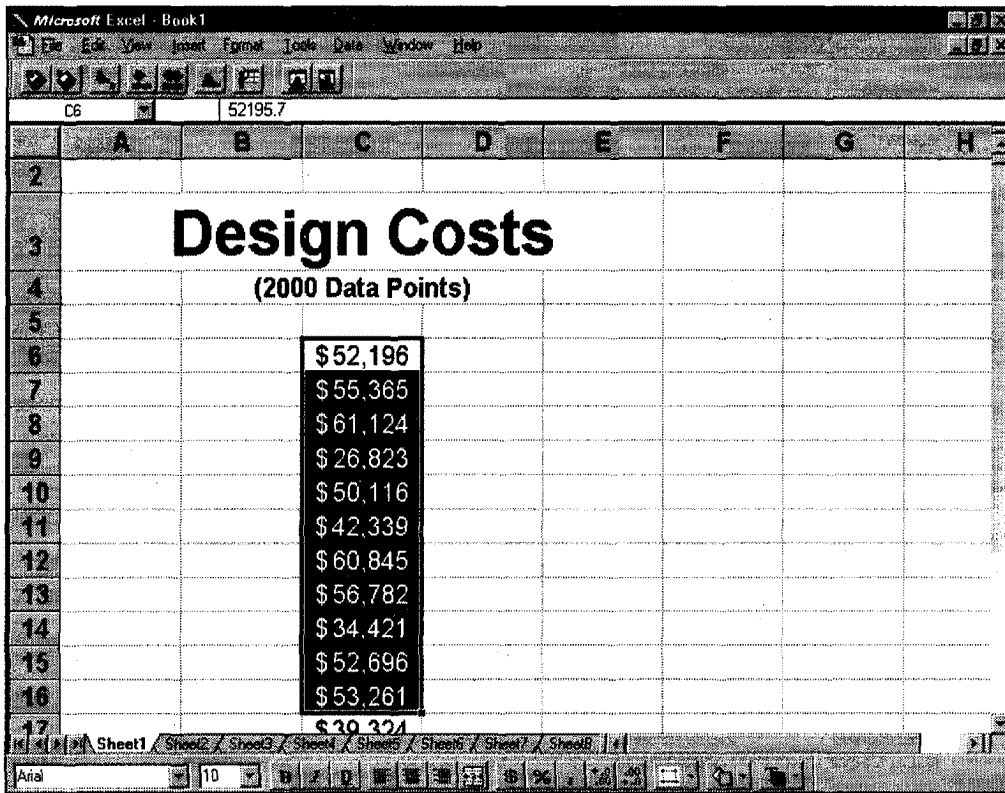 Microsoft Excel - Book1
File Edit View Insert Format Tools Data Window Help
C6 52195.7
A B C D E F G H
2
3 Design Costs
4 (2000 Data Points)
5
6 $52,196
7 $55,365
8 $61,124
9 $26,823
10 $50,116
11 $42,339
12 $60,845
13 $56,782
14 $34,421
15 $52,696
16 $53,261
17 $39,324
Sheet1 Sheet2 Sheet3 Sheet4 Sheet5 Sheet6 Sheet7 Sheet8
Arial 10 B I U $ % ,